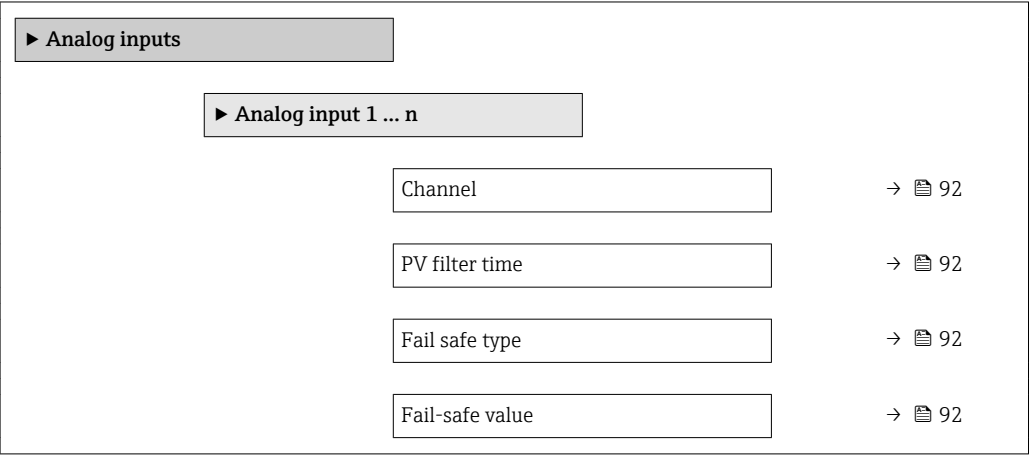 ▶ Analog inputs
▶ Analog input 1 ... n
Channel → 92
PV filter time → 92
Fail safe type → 92
Fail-safe value → 92